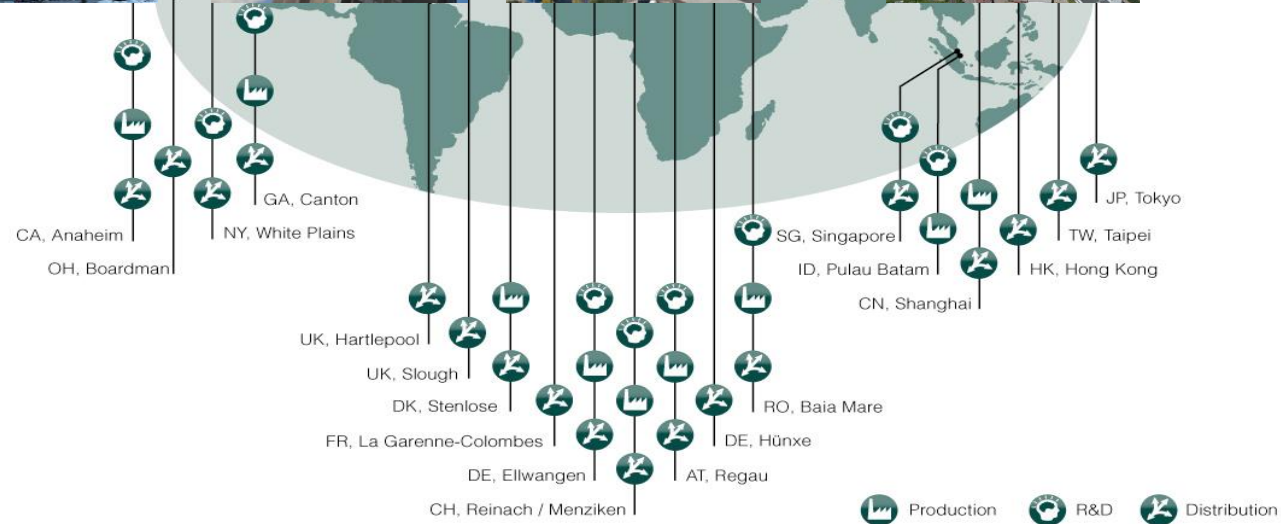 GA, Canton
CA, Anaheim
NY, White Plains
OH, Boardman
JP, Tokyo
SG, Singapore
TW, Taipei
ID, Pulau Batam
HK, Hong Kong
CN, Shanghai
UK, Hartlepool
UK, Slough
DK, Stenlose
RO, Baia Mare
FR, La Garenne-Colombes
DE, Hünxe
DE, Ellwangen
AT, Regau
CH, Reinach / Menziken
Production
R&D
Distribution